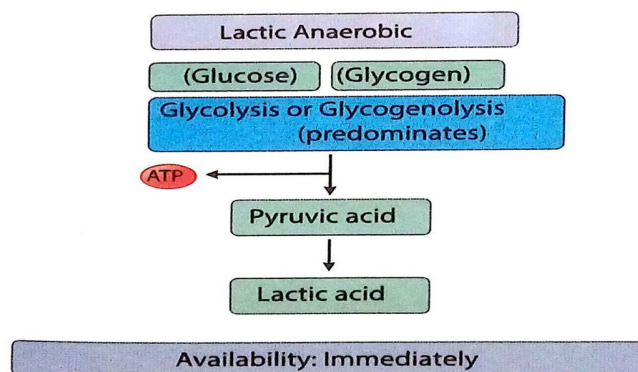 Lactic Anaerobic
(Glucose) (Glycogen)
Glycolysis or Glycogenolysis
(predominates)
ATP
Pyruvic acid
Lactic acid
Availability: Immediately